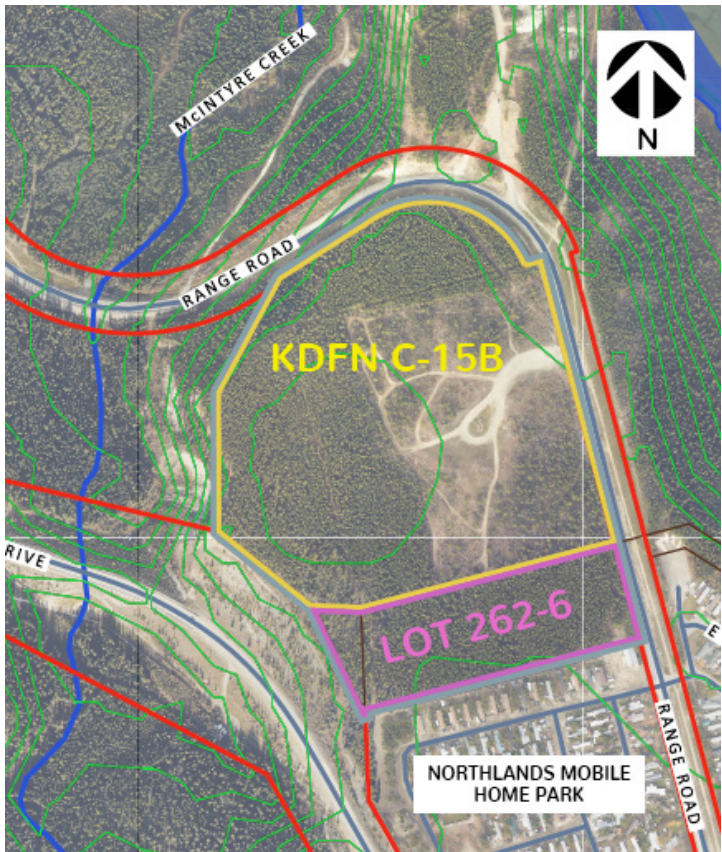 McINTYRE CREEK
N
RANGE ROAD
KDFN C-15B
RIVE
LOT 262-6
E
RANGE ROAD
NORTHLANDS MOBILE
HOME PARK